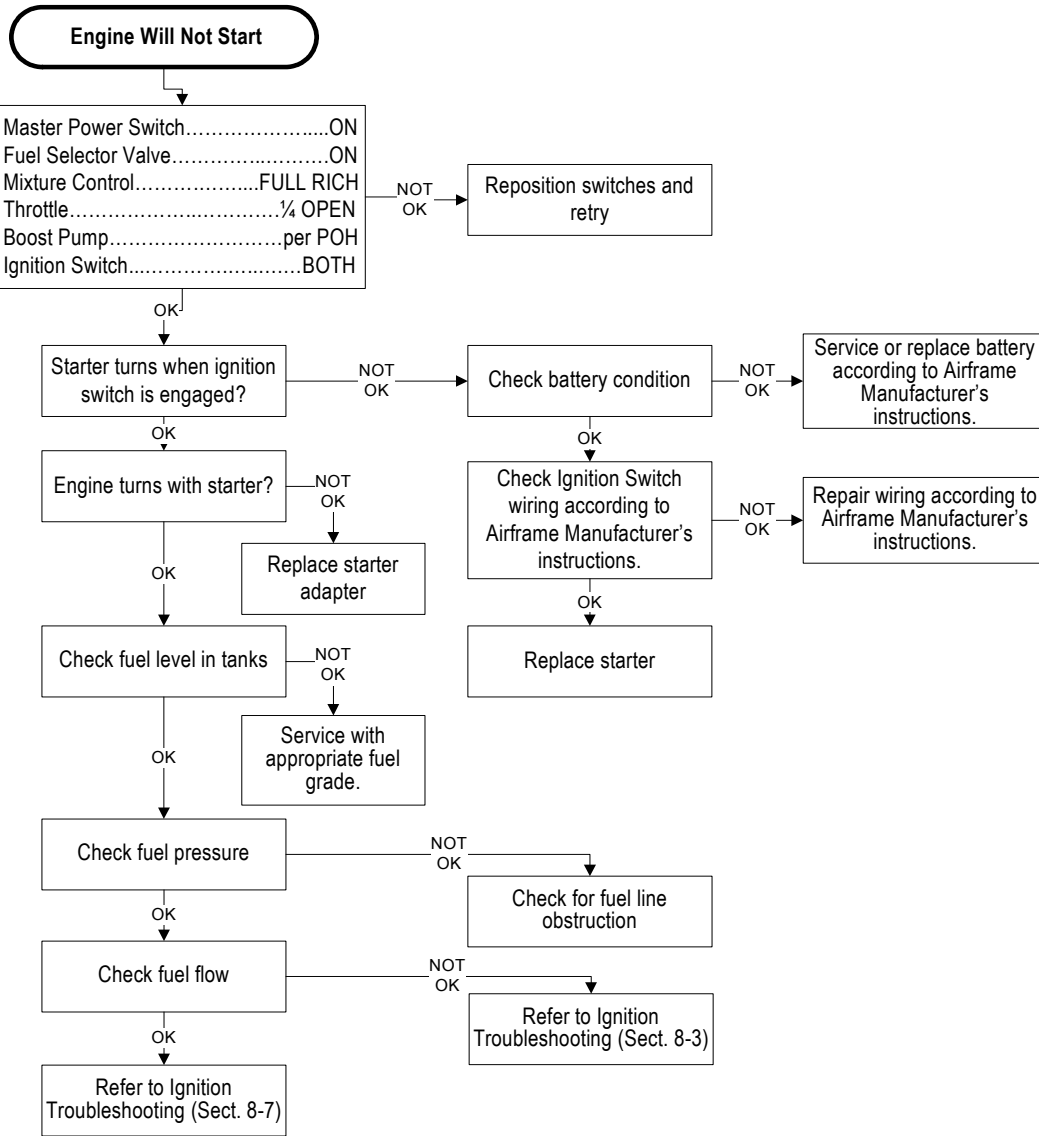 Engine Will Not Start
Master Power Switch…………………....ON
Fuel Selector Valve…………...……….ON
Mixture Control……………...FULL RICH
Throttle…………………..………….¼ OPEN
Boost Pump………………………per POH
Ignition Switch...………….…..…….BOTH
NOT
OK
Reposition switches and
retry
OK
Starter turns when ignition
switch is engaged?
NOT
OK
Check battery condition
NOT
OK
Service or replace battery
according to Airframe
Manufacturer's
instructions.
OK
OK
Engine turns with starter?
NOT
OK
Replace starter
adapter
Check Ignition Switch
wiring according to
Airframe Manufacturer's
instructions.
NOT
OK
Repair wiring according to
Airframe Manufacturer's
instructions.
OK
OK
Replace starter
Check fuel level in tanks
NOT
OK
Service with
appropriate fuel
grade.
OK
Check fuel pressure
NOT
OK
Check for fuel line
obstruction
OK
Check fuel flow
NOT
OK
Refer to Ignition
Troubleshooting (Sect. 8-3)
OK
Refer to Ignition
Troubleshooting (Sect. 8-7)